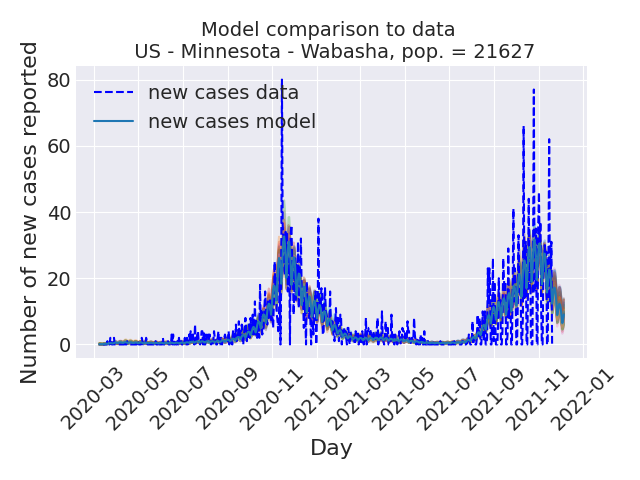 Model comparison to data
US - Minnesota - Wabasha, pop. = 21627
Number of new cases reported
80
60
40
20
0
new cases data
new cases model
2020-03
2020-05
2020-07
2020-09
2020-11
2021-01
2021-03
2021-05
2021-07
2021-09
2021-11
2022-01
Day